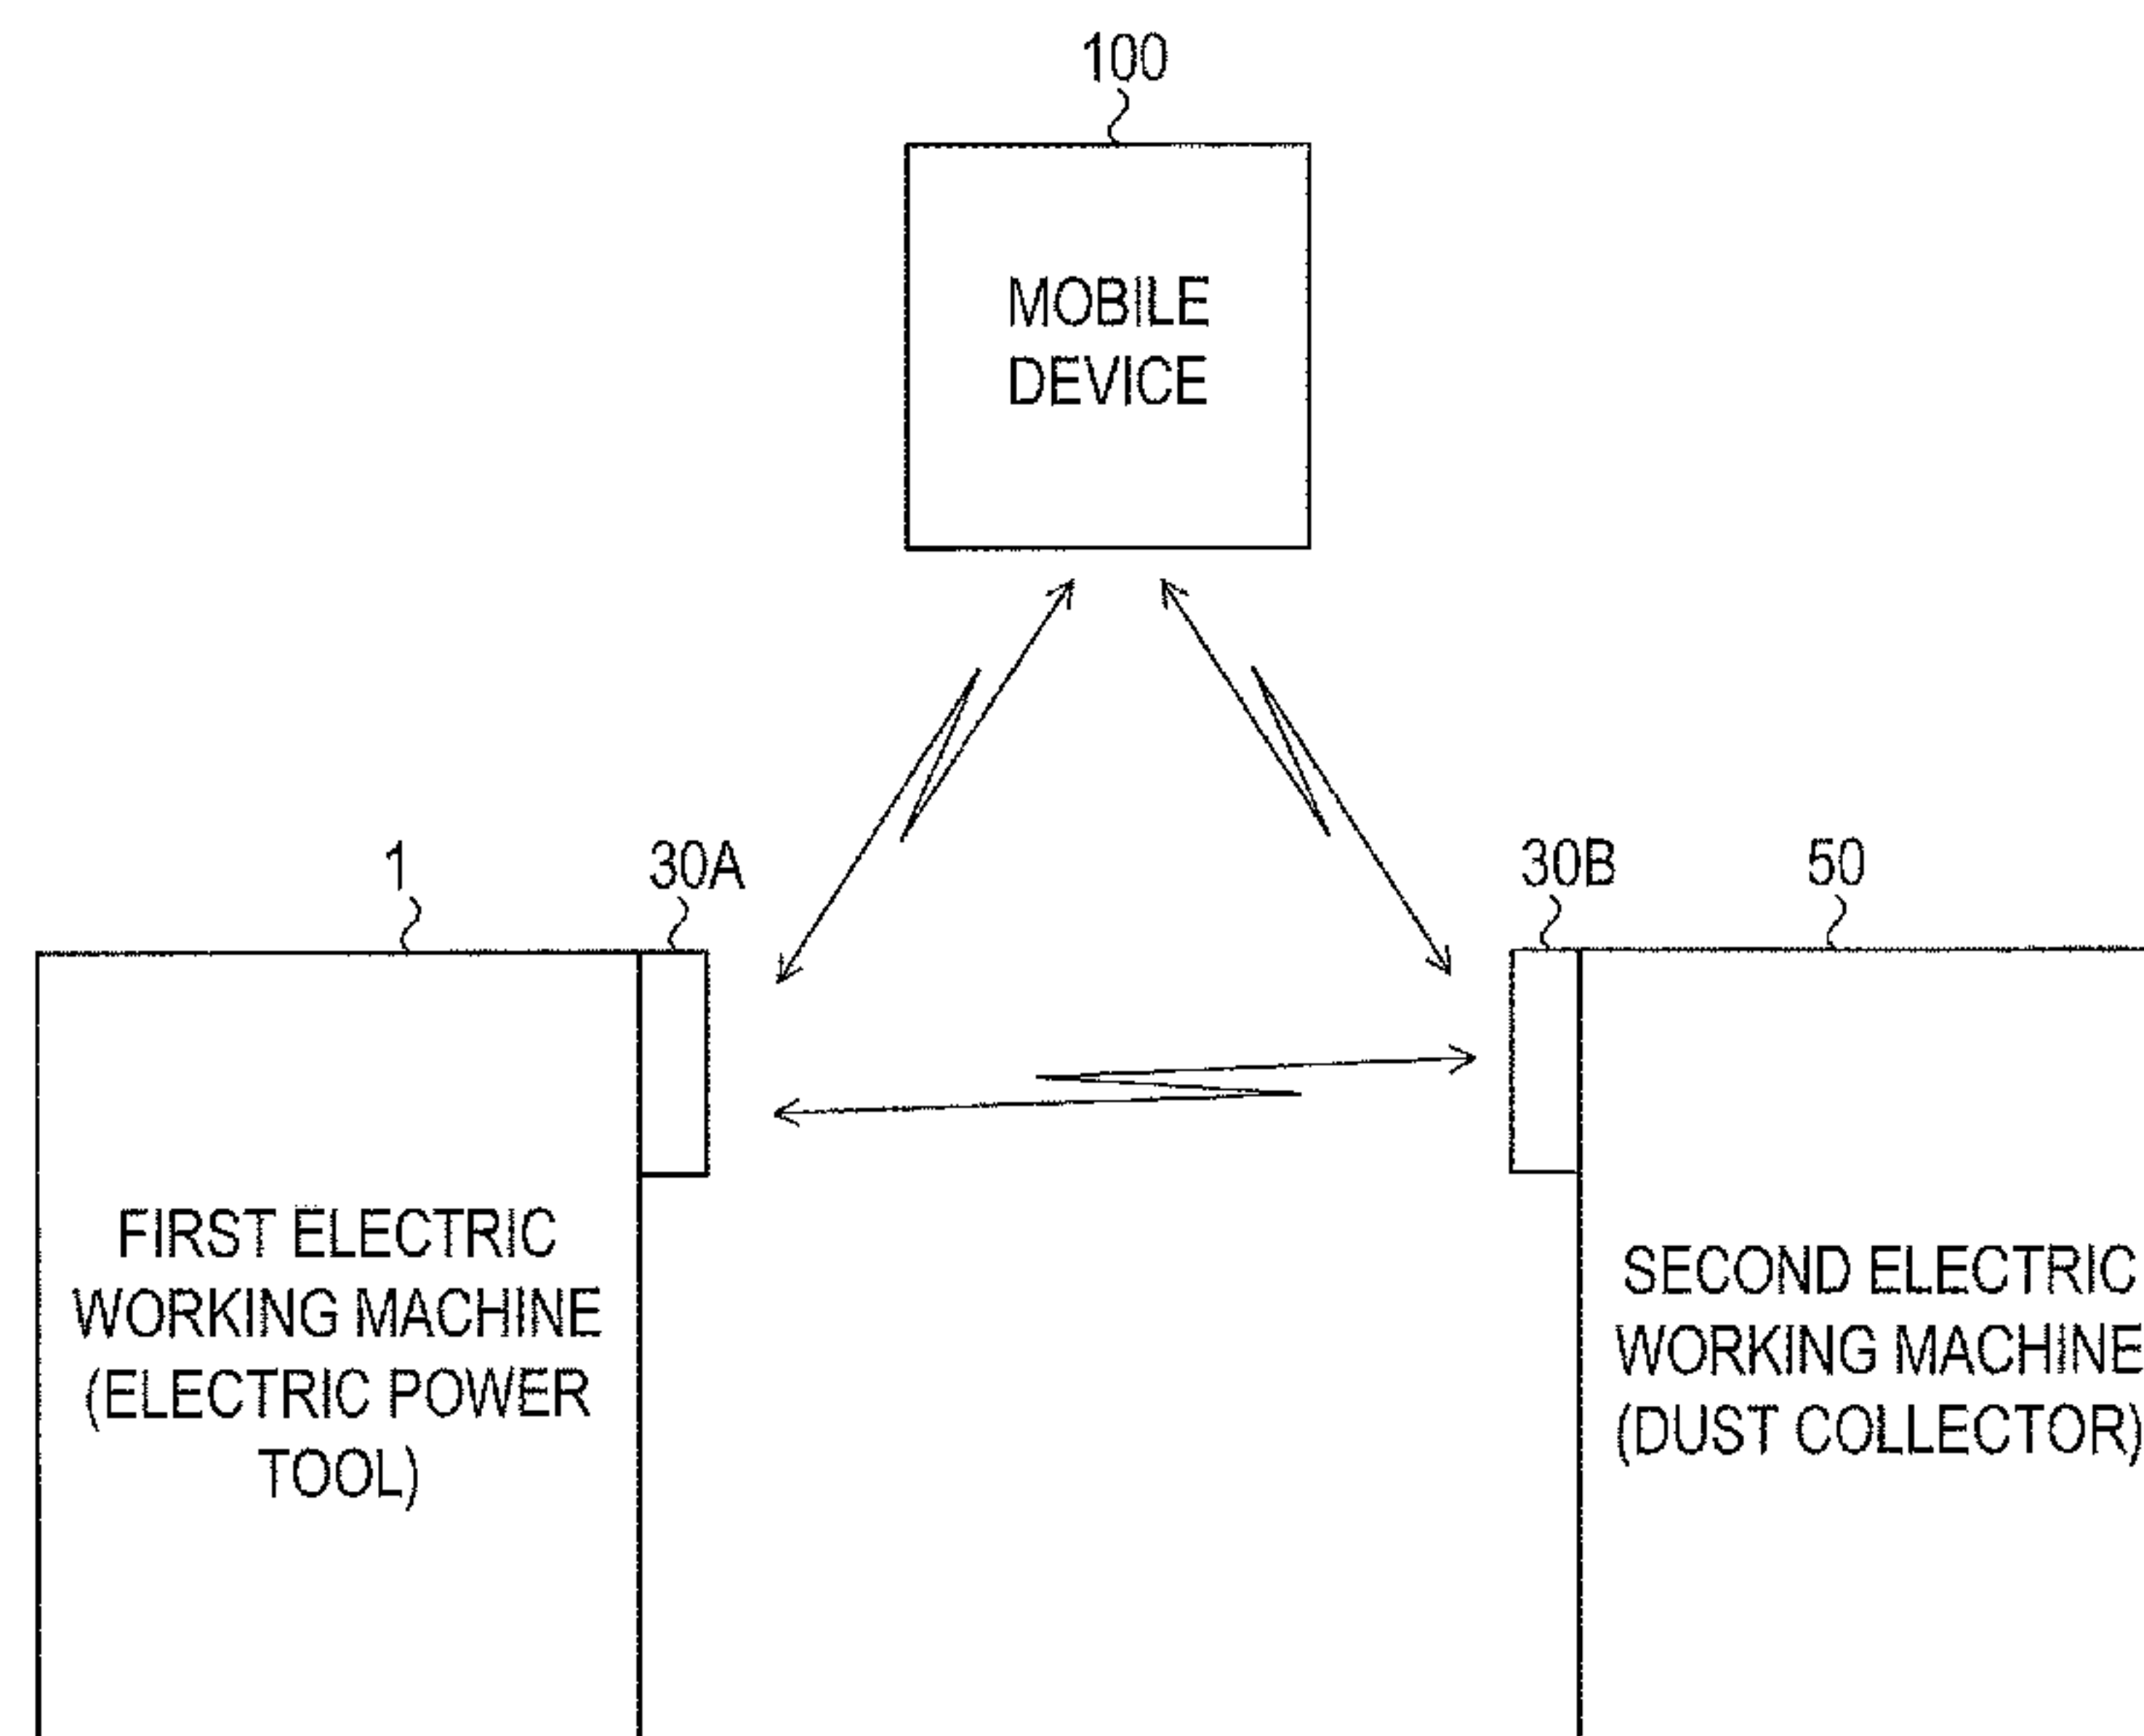 100
MOBILE
DEVICE
1
30A
30B
50
FIRST ELECTRIC
WORKING MACHINE
(ELECTRIC POWER
TOOL)
SECOND ELECTRIC
WORKING MACHINE
(DUST COLLECTOR)